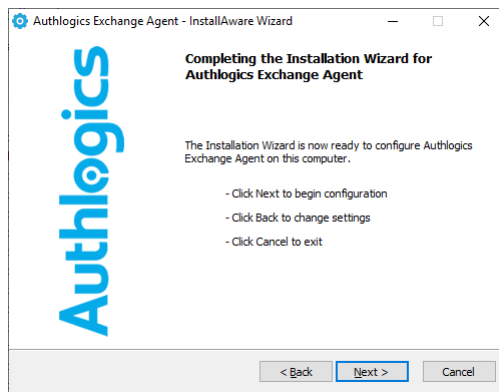 Authlogics Exchange Agent - InstallAware Wizard
Authlogics
Completing the Installation Wizard for
Authlogics Exchange Agent
The Installation Wizard is now ready to configure Authlogics
Exchange Agent on this computer.
- Click Next to begin configuration
- Click Back to change settings
- Click Cancel to exit
< Back
Next >
Cancel